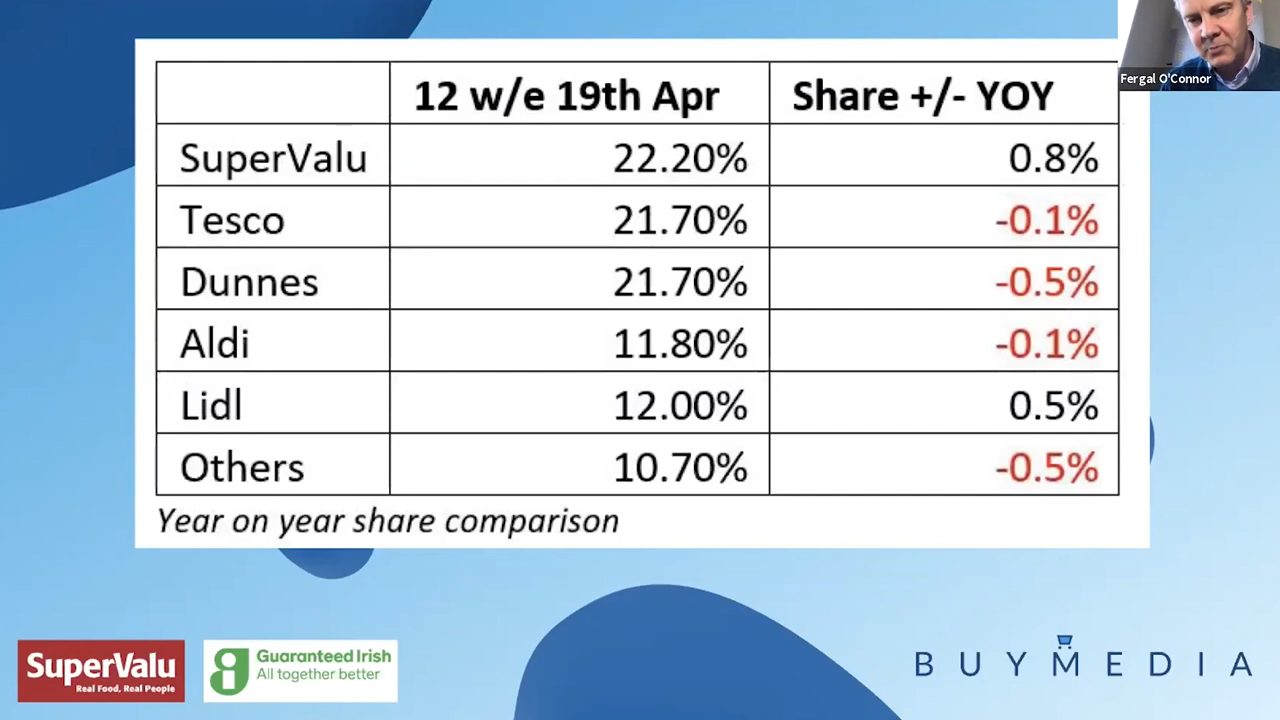 Fergal O'Connor
12 w/e 19th Apr Share +/- YOY
SuperValu 22.20% 0.8%
Tesco 21.70% -0.1%
Dunnes 21.70% -0.5%
Aldi 11.80% -0.1%
Lidl 12.00% 0.5%
Others 10.70% -0.5%
Year on year share comparison
SuperValu
Real Food, Real People
Guaranteed Irish
All together better
BUYMEDIA